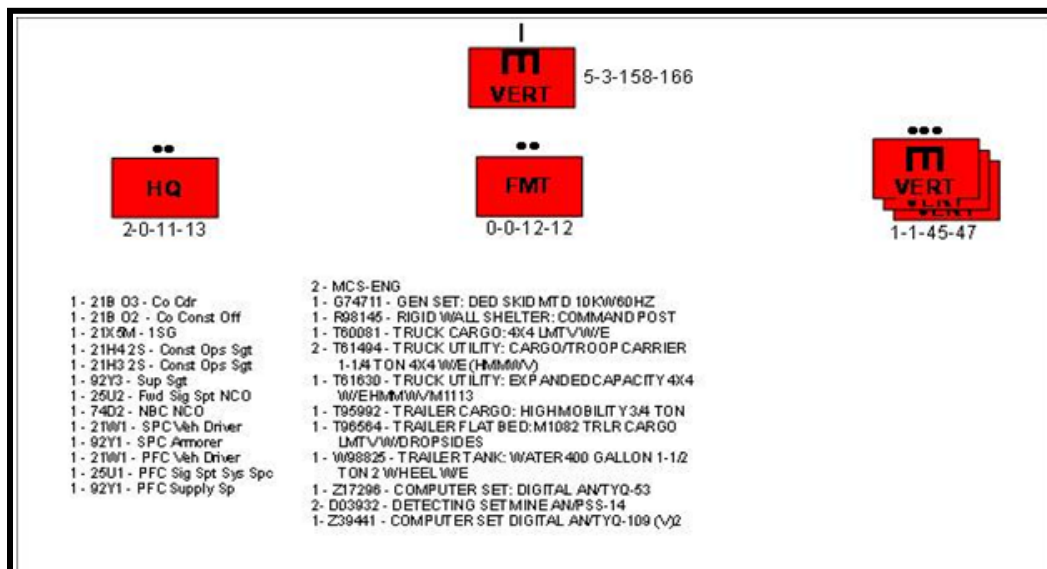 VERT
5-3-158-166
HQ
2-0-11-13
FMT
0-0-12-12
VERT
VERT
1-1-45-47
1 - 21B O3 - Co Cdr
1 - 21B O2 - Co Const Off
1 - 21X5M - 1SG
1 - 21H4 2S - Const Ops Sgt
1 - 21H3 2S - Const Ops Sgt
1 - 92Y3 - Sup Sgt
1 - 25U2 - Fwd Sig Spt NCO
1 - 74D2 - NBC NCO
1 - 21W1 - SPC Veh Driver
1 - 92Y1 - SPC Armorer
1 - 21W1 - PFC Veh Driver
1 - 25U1 - PFC Sig Spt Sys Spc
1 - 92Y1 - PFC Supply Sp
2 - MCS-ENG
1 - G74711 - GEN SET: DED SKID MTD 10KW60HZ
1 - R98145 - RIGID WALL SHELTER: COMMAND POST
1 - T60081 - TRUCK CARGO: 4X4 LMTV W/E
2 - T61494 - TRUCK UTILITY: CARGO/TROOP CARRIER
1-1/4 TON 4X4 W/E (HMMWV)
1 - T61630 - TRUCK UTILITY: EXPANDED CAPACITY 4X4
W/E HMMWV M1113
1 - T95992 - TRAILER CARGO: HIGH MOBILITY 3/4 TON
1 - T96564 - TRAILER FLAT BED: M1082 TRLR CARGO
LMTV W/DROPSIDES
1 - W98825 - TRAILER TANK: WATER 400 GALLON 1-1/2
TON 2 WHEEL W/E
1 - Z17296 - COMPUTER SET: DIGITAL AN/TYQ-53
2- D03932 - DETECTING SET MINE AN/PSS-14
1- Z39441 - COMPUTER SET DIGITAL AN/TYQ-109 (V)2